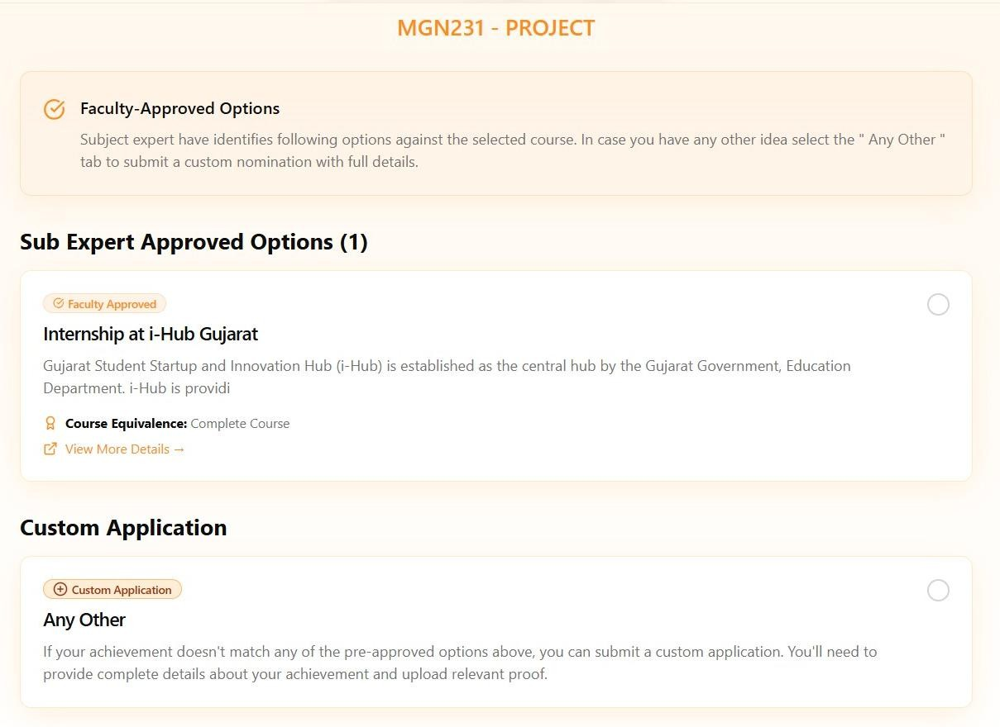 MGN231 - PROJECT
Faculty-Approved Options
Subject expert have identifies following options against the selected course. In case you have any other idea select the " Any Other "
tab to submit a custom nomination with full details.
Sub Expert Approved Options (1)
Faculty Approved
Internship at i-Hub Gujarat
Gujarat Student Startup and Innovation Hub (i-Hub) is established as the central hub by the Gujarat Government, Education
Department. i-Hub is providi
Course Equivalence: Complete Course
View More Details →
Custom Application
Custom Application
Any Other
If your achievement doesn't match any of the pre-approved options above, you can submit a custom application. You'll need to
provide complete details about your achievement and upload relevant proof.